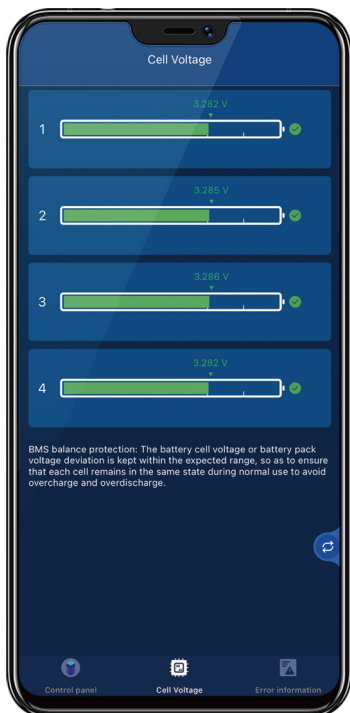 Cell Voltage
3.282 V
1
3.285 V
2
3.286 V
3
3.282 V
4
BMS balance protection: The battery cell voltage or battery pack
voltage deviation is kept within the expected range, so as to ensure
that each cell remains in the same state during normal use to avoid
overcharge and overdischarge.
Control panel
Cell Voltage
Error information